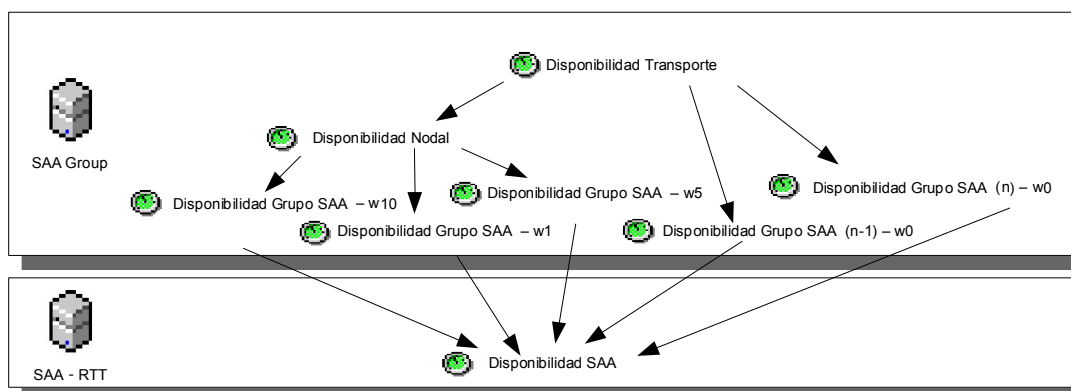 Disponibilidad Transporte
Disponibilidad Nodal
SAA Group
Disponibilidad Grupo SAA – w10
Disponibilidad Grupo SAA – w5
Disponibilidad Grupo SAA (n) – w0
Disponibilidad Grupo SAA – w1
Disponibilidad Grupo SAA (n-1) – w0
Disponibilidad SAA
SAA - RTT